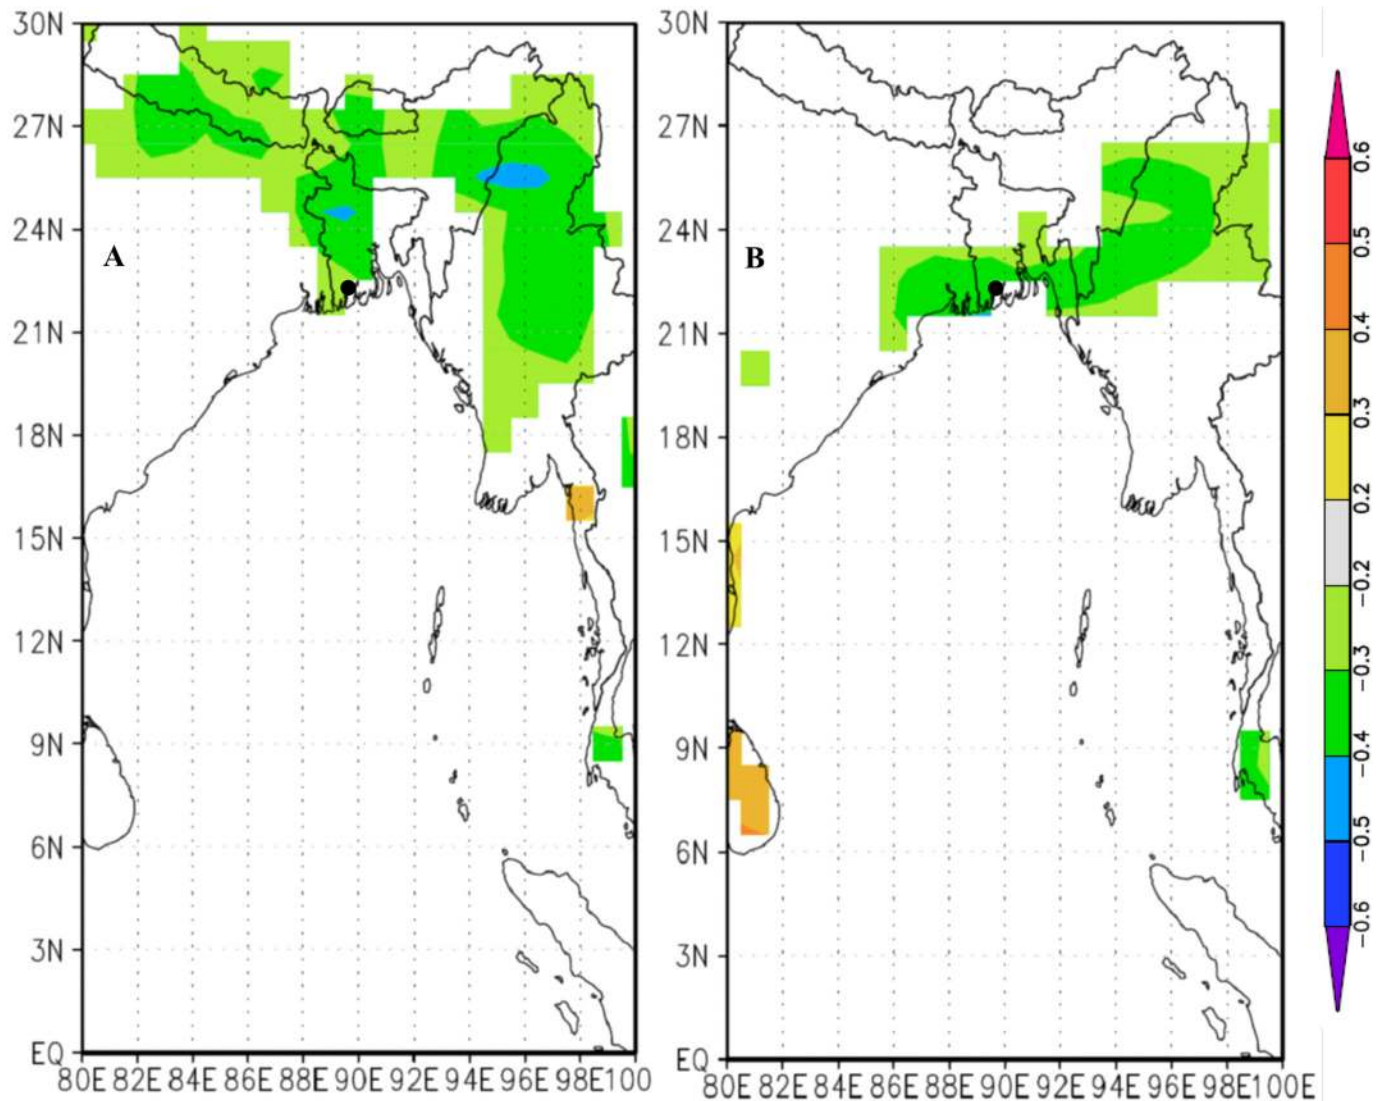 30N
27N
24N
21N
18N
15N
12N
9N
6N
3N
EQ
80E 82E 84E 86E 88E 90E 92E 94E 96E 98E 100
A
30N
27N
24N
21N
18N
15N
12N
9N
6N
3N
EQ
80E 82E 84E 86E 88E 90E 92E 94E 96E 98E 100E
B
0.6
0.5
0.4
0.3
0.2
−0.2
−0.3
−0.4
−0.5
−0.6